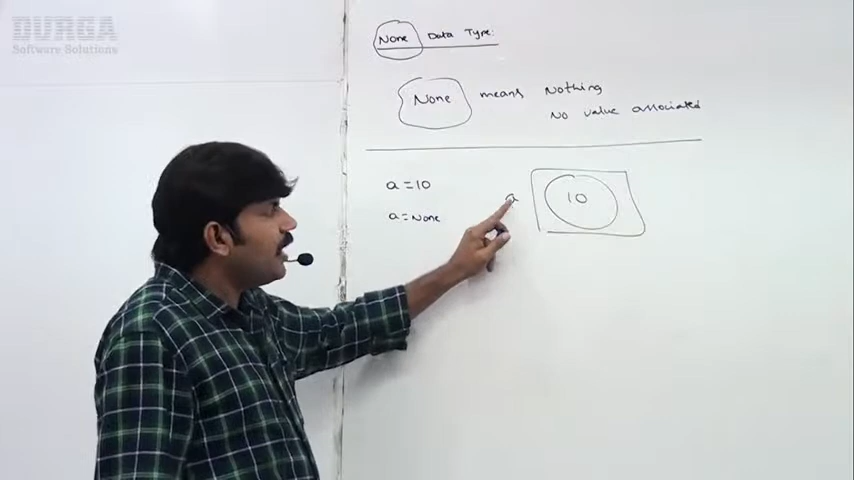 DURGA
Software Solutions
None Data Type:
None means Nothing
No value associated
a = 10
a = None
a
10